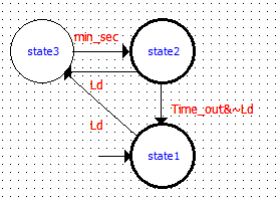 min_sec
state3
state2
Ld
Time_out&~Ld
Ld
state1